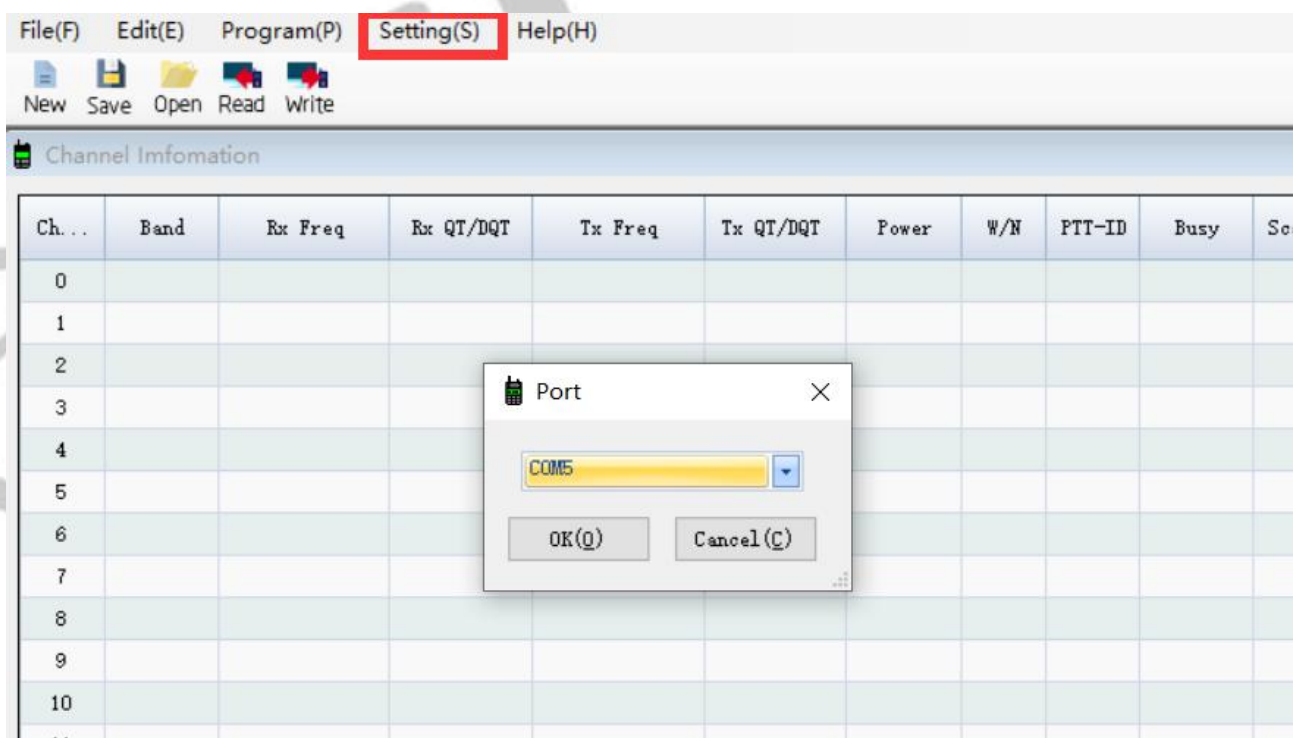 File(F) Edit(E) Program(P) Setting(S) Help(H)
New Save Open Read Write
Channel Imfomation
Ch... Band Rx Freq Rx QT/DQT Tx Freq Tx QT/DQT Power W/N PTT-ID Busy
0
1
2
3
4
5
6
7
8
9
10
Port
COM5
OK(O) Cancel(C)